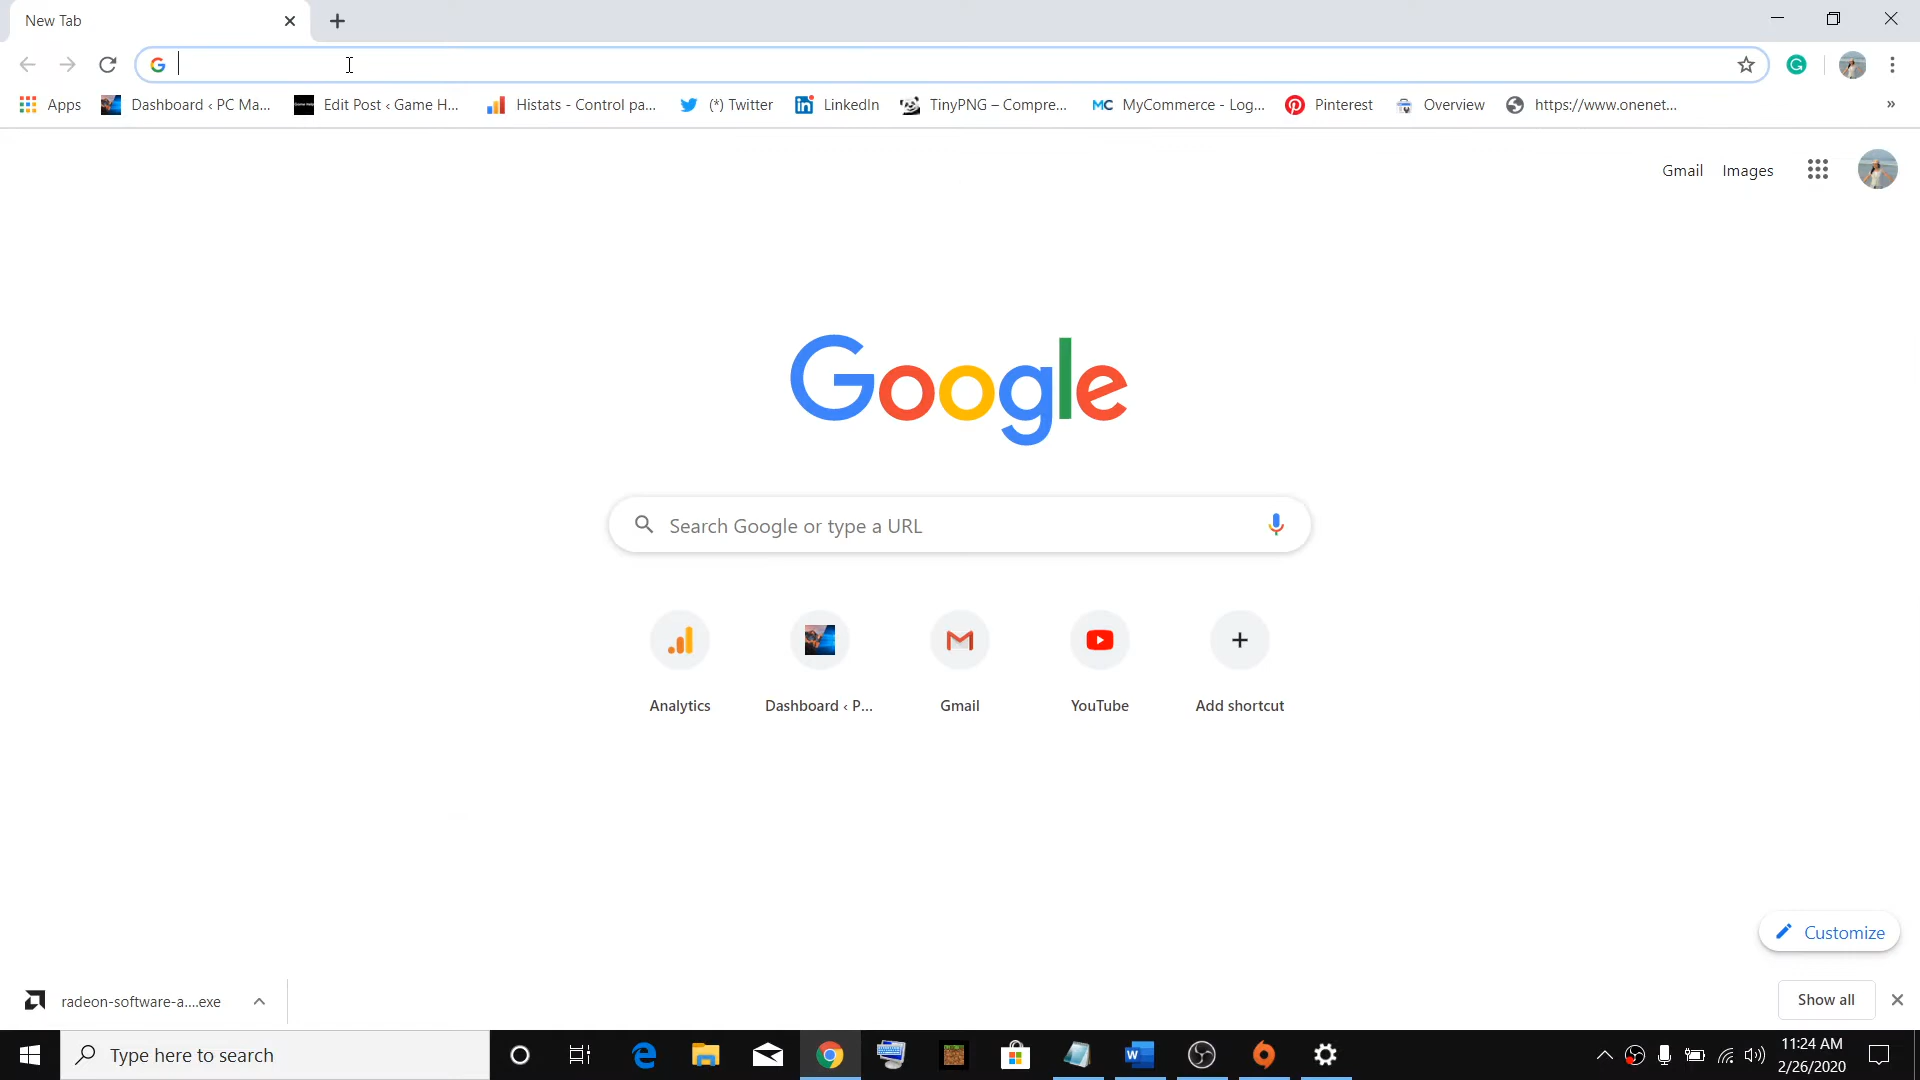 New Tab
Apps
Dashboard ‹ PC Ma...
Edit Post ‹ Game H...
Histats - Control pa...
(*) Twitter
LinkedIn
TinyPNG – Compre...
MC MyCommerce - Log...
Pinterest
Overview
https://www.onenet...
»
Gmail
Images
Google
Search Google or type a URL
Analytics
Dashboard ‹ P...
Gmail
YouTube
Add shortcut
Customize
radeon-software-a....exe
Show all
Type here to search
11:24 AM
2/26/2020